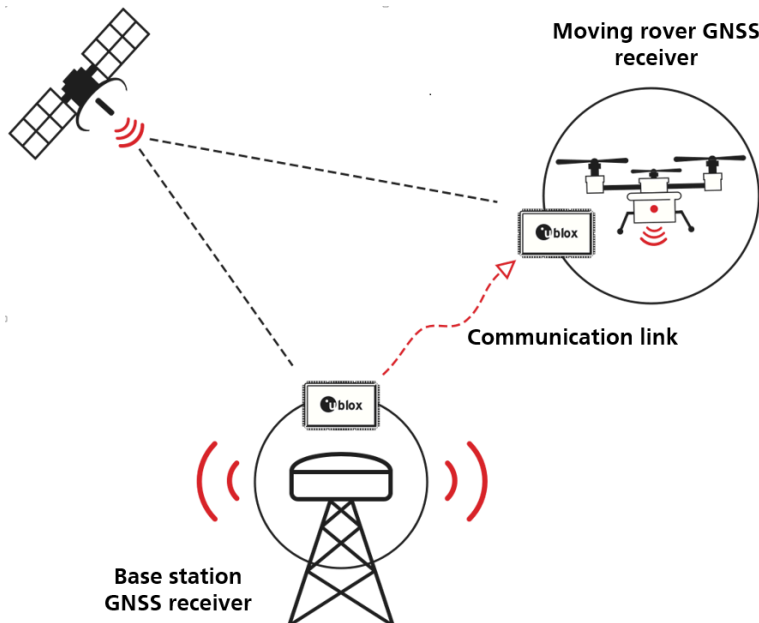 Moving rover GNSS
receiver
ublox
Communication link
ublox
Base station
GNSS receiver